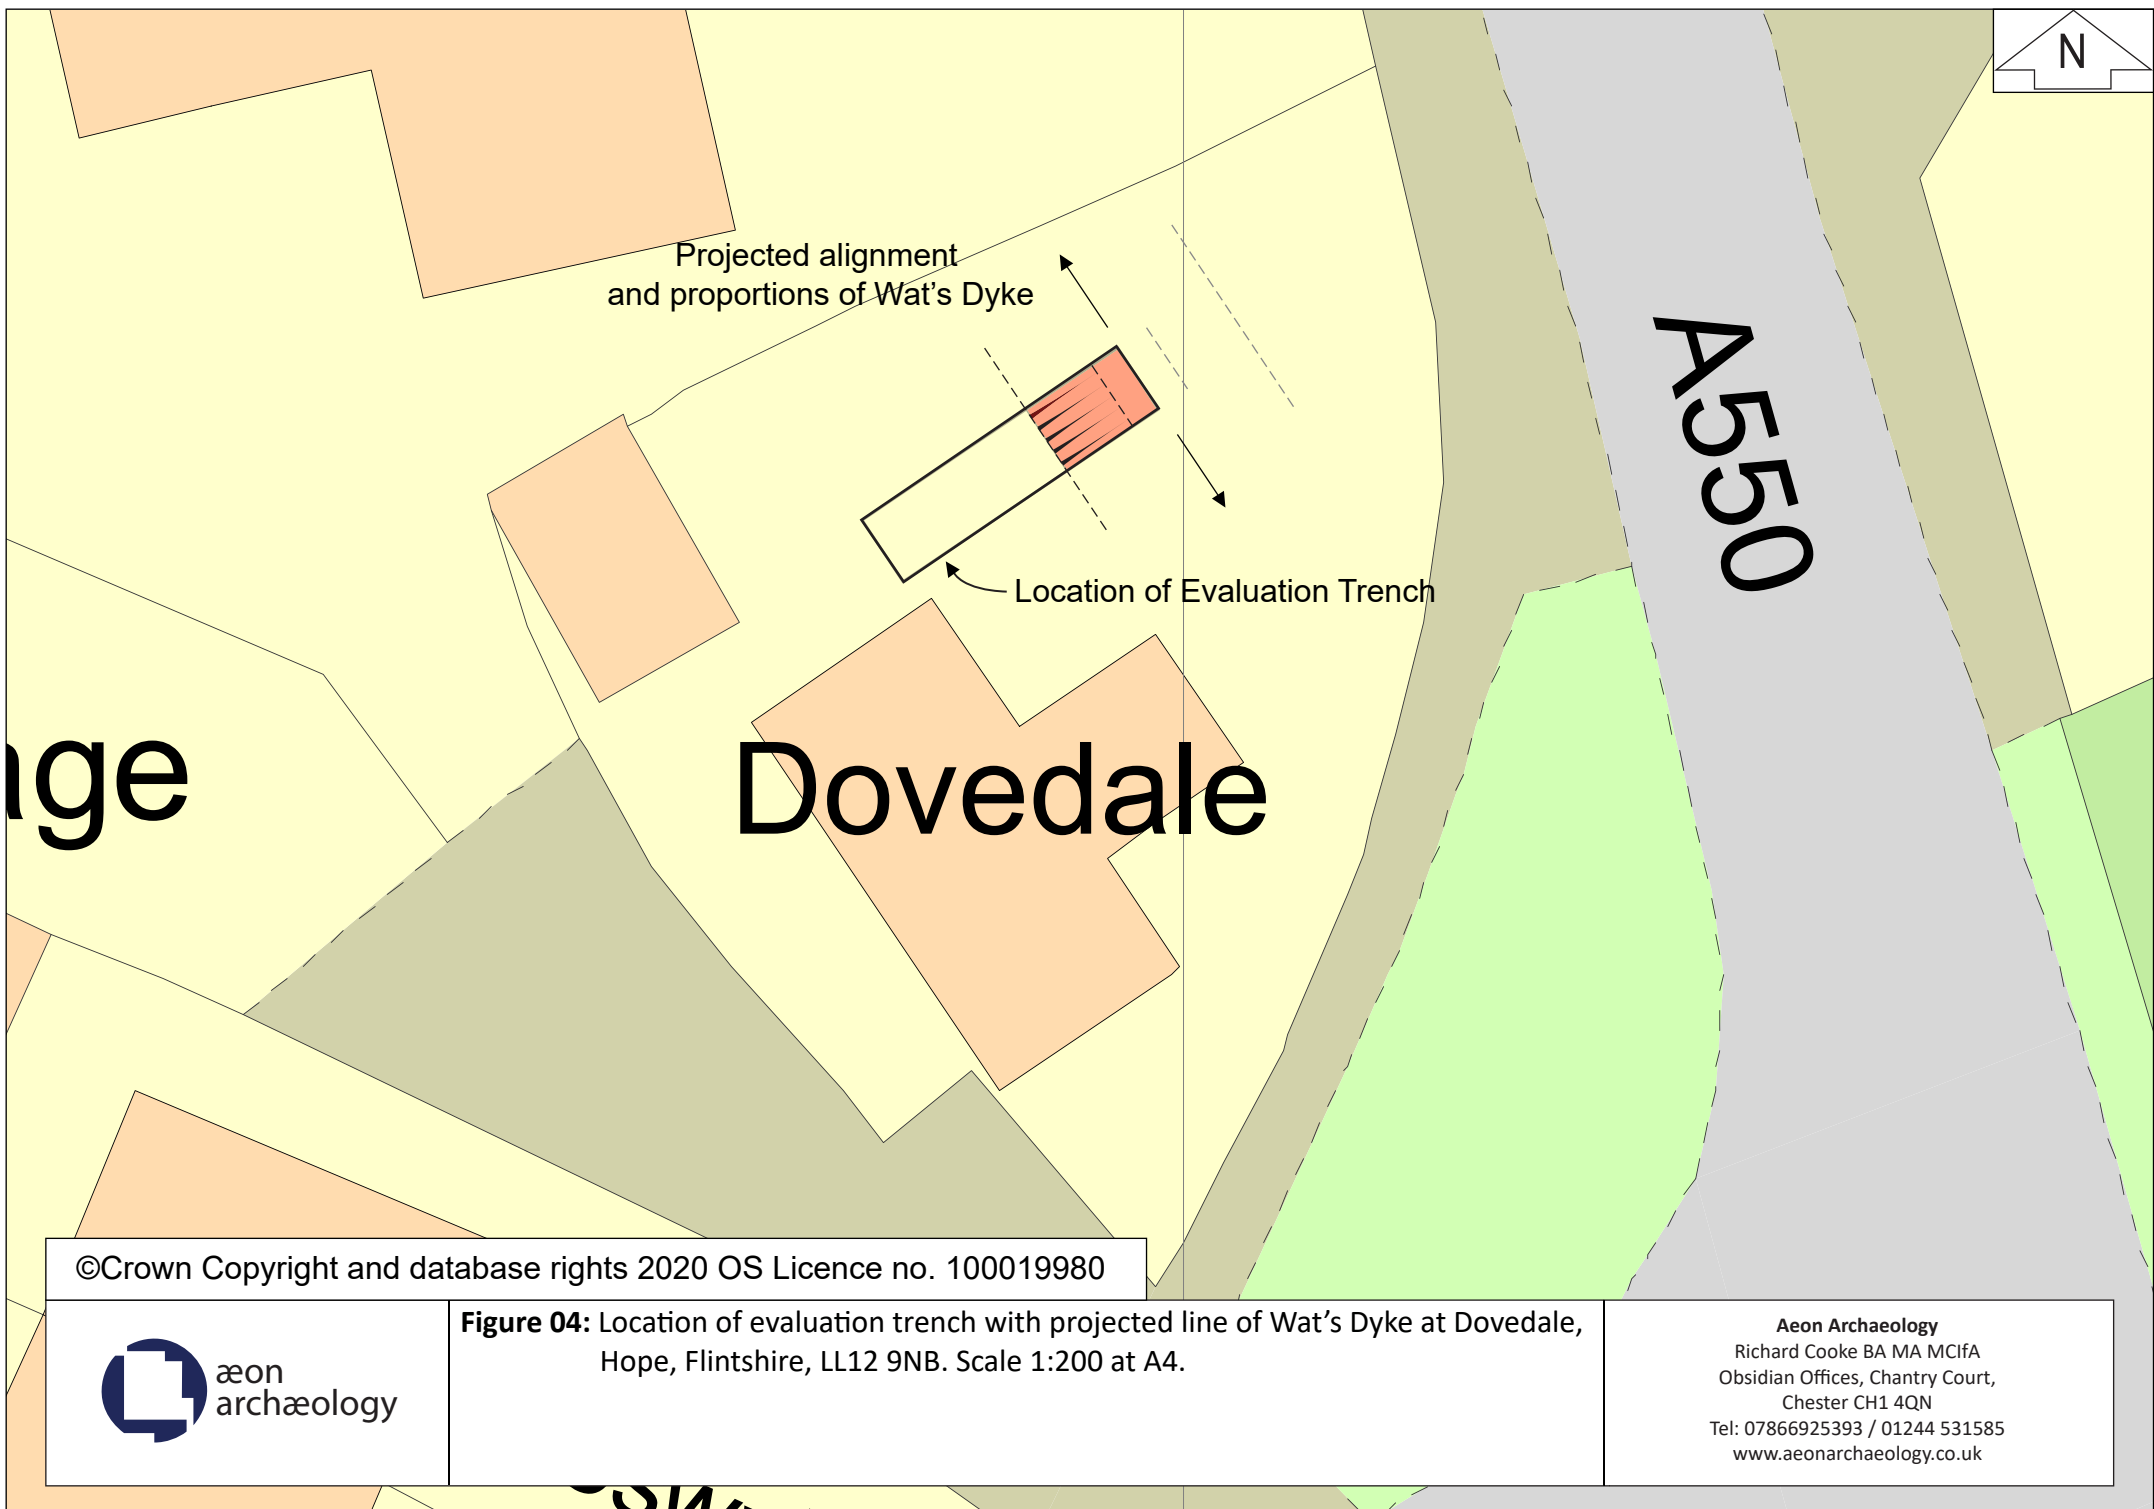 N
Projected alignment
and proportions of Wat's Dyke
A550
Location of Evaluation Trench
Dovedale
©Crown Copyright and database rights 2020 OS Licence no. 100019980
æon
archæology
Figure 04: Location of evaluation trench with projected line of Wat's Dyke at Dovedale,
Hope, Flintshire, LL12 9NB. Scale 1:200 at A4.
Aeon Archaeology
Richard Cooke BA MA MCIfA
Obsidian Offices, Chantry Court,
Chester CH1 4QN
Tel: 07866925393 / 01244 531585
www.aeonarchaeology.co.uk